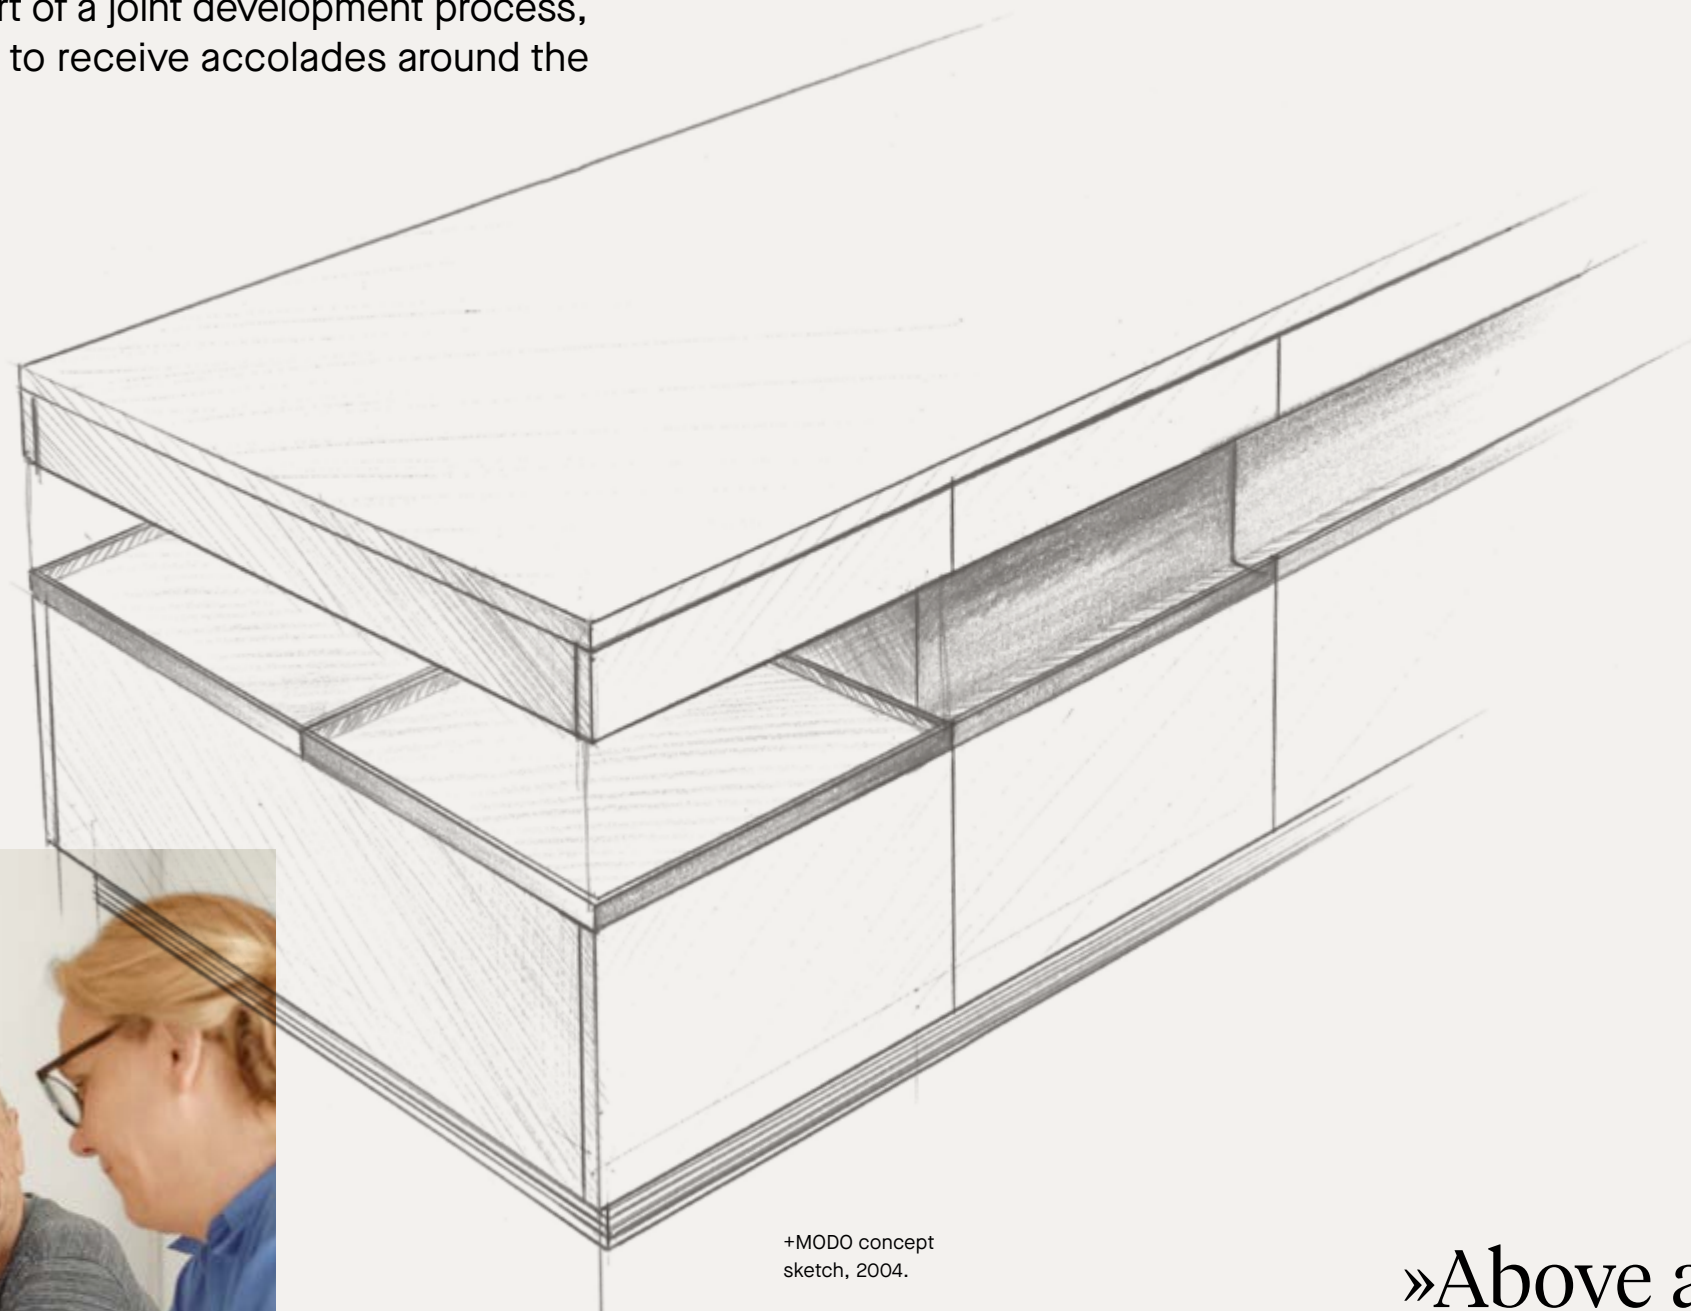 rt of a joint development process,
to receive accolades around the
+MODO concept
sketch, 2004.
»Above a